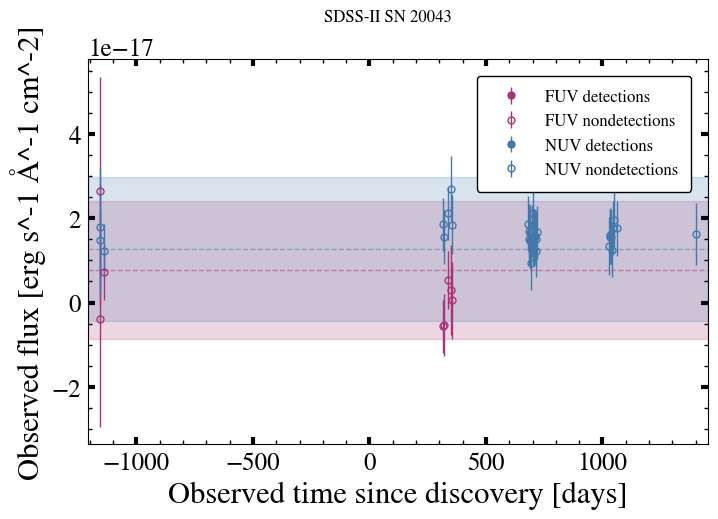 SDSS-II SN 20043
1e−17
Observed flux [erg s^-1 Å^-1 cm^-2]
4
2
0
−2
FUV detections
FUV nondetections
NUV detections
NUV nondetections
−1000 −500 0 500 1000
Observed time since discovery [days]